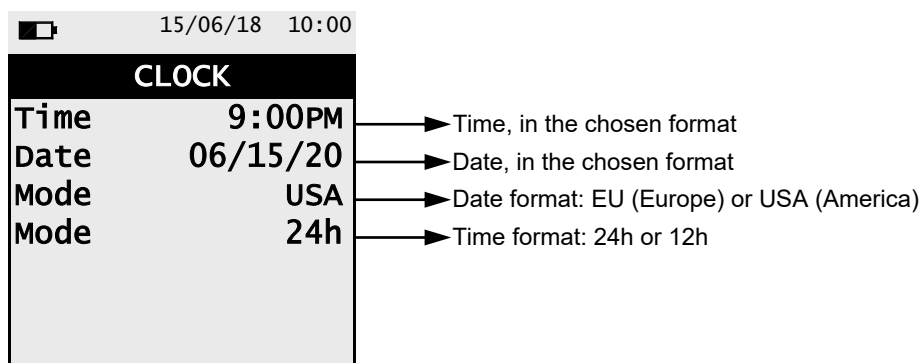 15/06/18 10:00
CLOCK
Time 9:00PM Time, in the chosen format
Date 06/15/20 Date, in the chosen format
Mode USA Date format: EU (Europe) or USA (America)
Mode 24h Time format: 24h or 12h